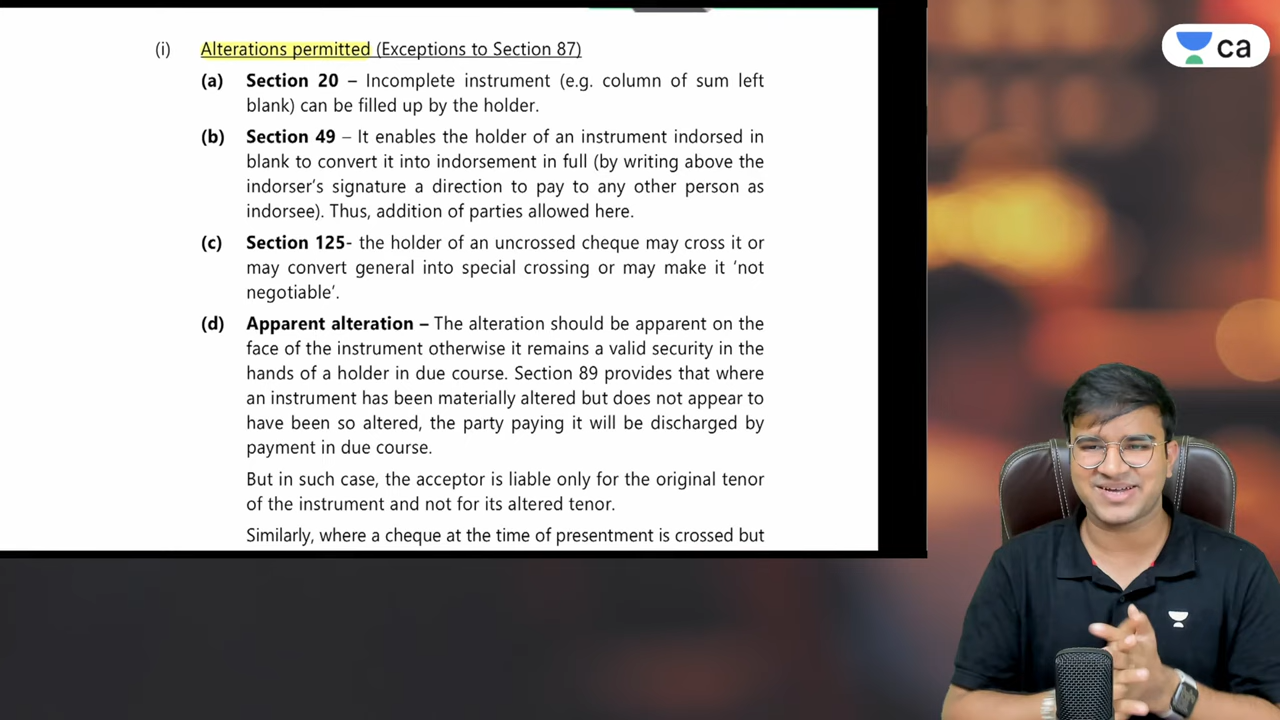 (i) Alterations permitted (Exceptions to Section 87)
(a) Section 20 – Incomplete instrument (e.g. column of sum left
blank) can be filled up by the holder.
(b) Section 49 – It enables the holder of an instrument indorsed in
blank to convert it into indorsement in full (by writing above the
indorser’s signature a direction to pay to any other person as
indorsee). Thus, addition of parties allowed here.
(c) Section 125- the holder of an uncrossed cheque may cross it or
may convert general into special crossing or may make it ‘not
negotiable’.
(d) Apparent alteration – The alteration should be apparent on the
face of the instrument otherwise it remains a valid security in the
hands of a holder in due course. Section 89 provides that where
an instrument has been materially altered but does not appear to
have been so altered, the party paying it will be discharged by
payment in due course.
But in such case, the acceptor is liable only for the original tenor
of the instrument and not for its altered tenor.
Similarly, where a cheque at the time of presentment is crossed but
ca